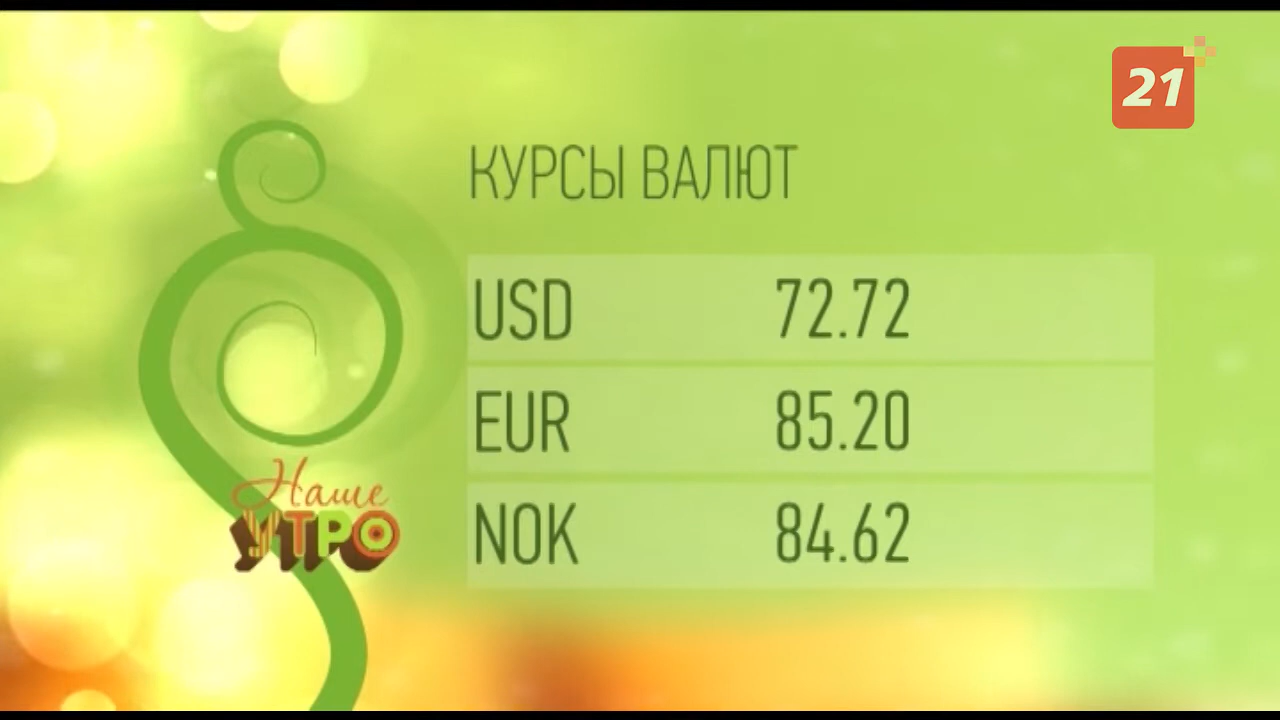 21
КУРСЫ ВАЛЮТ
USD 72.72
EUR 85.20
NOK 84.62
Наше
УТРО